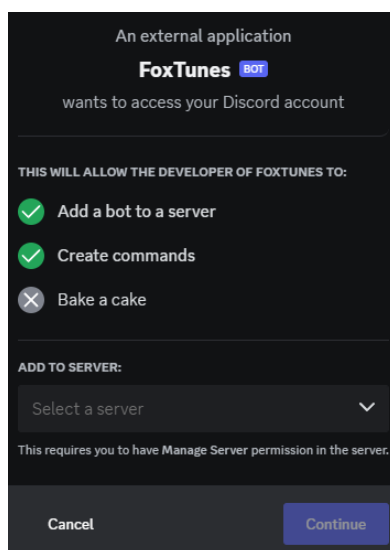 An external application
FoxTunes BOT
wants to access your Discord account
THIS WILL ALLOW THE DEVELOPER OF FOXTUNES TO:
Add a bot to a server
Create commands
Bake a cake
ADD TO SERVER:
Select a server
This requires you to have Manage Server permission in the server.
Cancel
Continue